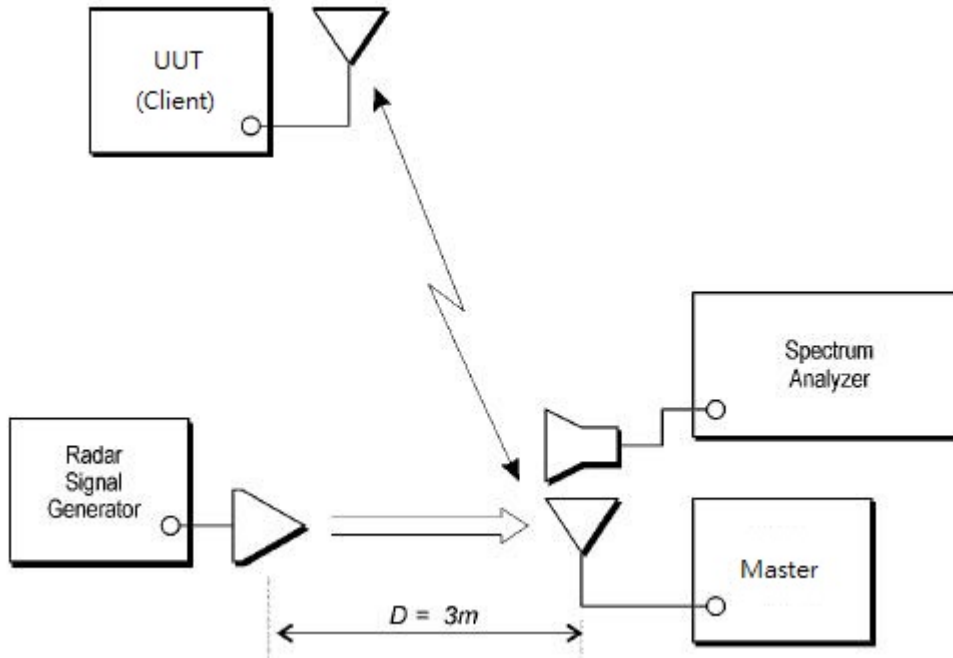 UUT
(Client)
Spectrum
Analyzer
Radar
Signal
Generator
Master
D = 3m